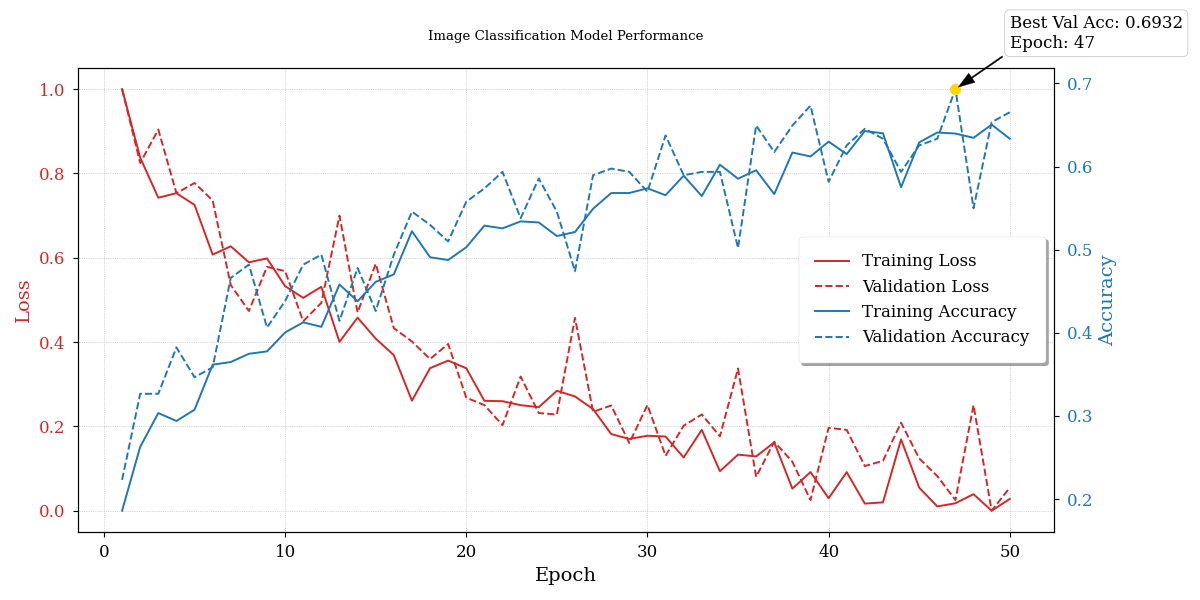 Best Val Acc: 0.6932
Epoch: 47
Image Classification Model Performance
1.0
0.8
0.6
0.4
0.2
0.0
Loss
0.7
0.6
0.5
0.4
0.3
0.2
Accuracy
Training Loss
Validation Loss
Training Accuracy
Validation Accuracy
0
10
20
30
40
50
Epoch